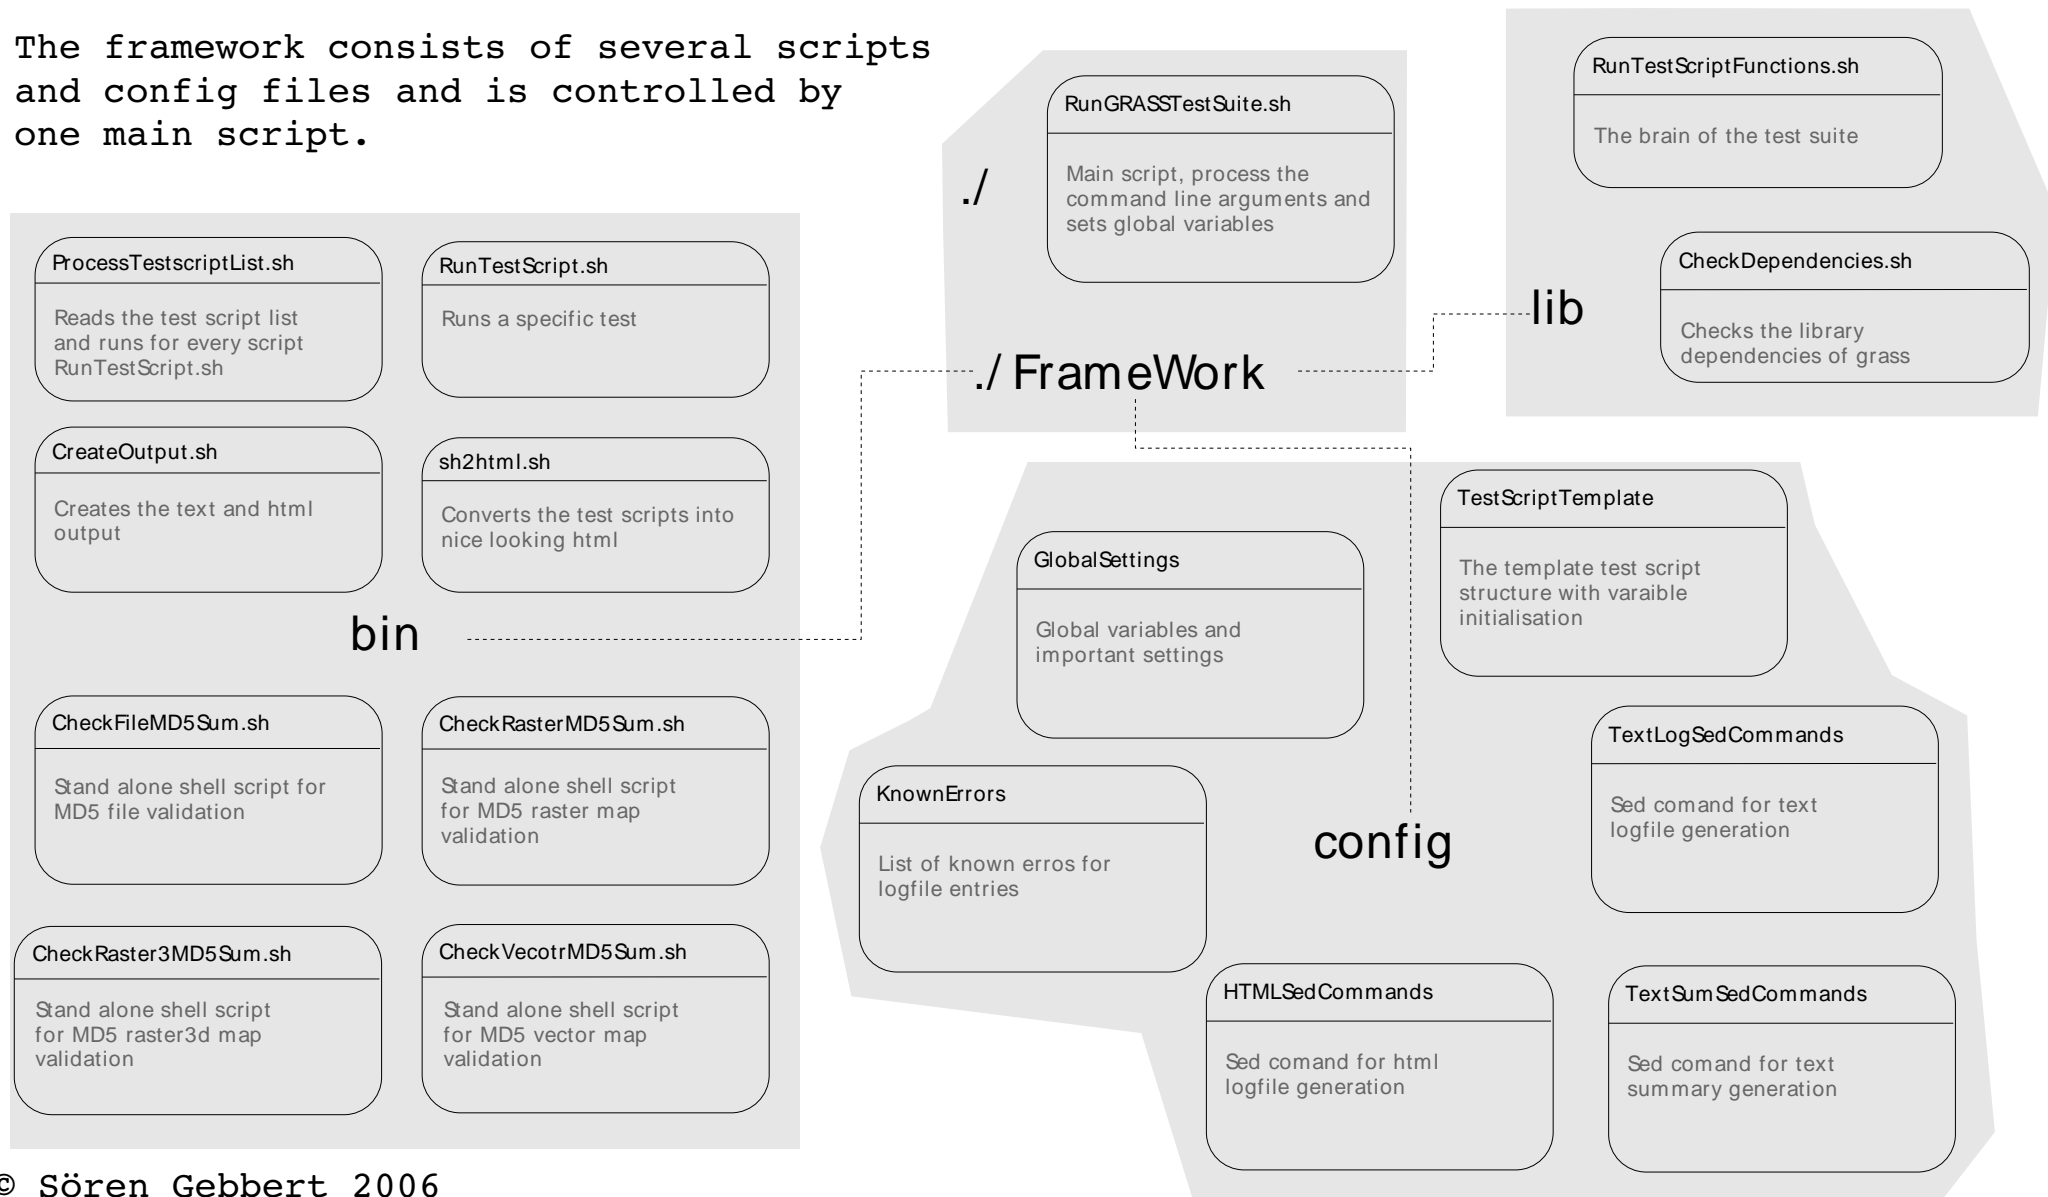 The framework consists of several scripts
and config files and is controlled by
one main script.
./
RunGRASSTestSuite.sh
Main script, process the
command line arguments and
sets global variables
./ FrameWork
lib
RunTestScriptFunctions.sh
The brain of the test suite
CheckDependencies.sh
Checks the library
dependencies of grass
bin
ProcessTestscriptList.sh
Reads the test script list
and runs for every script
RunTestScript.sh
RunTestScript.sh
Runs a specific test
CreateOutput.sh
Creates the text and html
output
sh2html.sh
Converts the test scripts into
nice looking html
CheckFileMD5Sum.sh
Stand alone shell script for
MD5 file validation
CheckRasterMD5Sum.sh
Stand alone shell script
for MD5 raster map
validation
CheckRaster3MD5Sum.sh
Stand alone shell script
for MD5 raster3d map
validation
CheckVecotrMD5Sum.sh
Stand alone shell script
for MD5 vector map
validation
config
TestScriptTemplate
The template test script
structure with varaible
initialisation
GlobalSettings
Global variables and
important settings
TextLogSedCommands
Sed comand for text
logfile generation
KnownErrors
List of known erros for
logfile entries
HTMLSedCommands
Sed comand for html
logfile generation
TextSumSedCommands
Sed comand for text
summary generation
© Sören Gebbert 2006